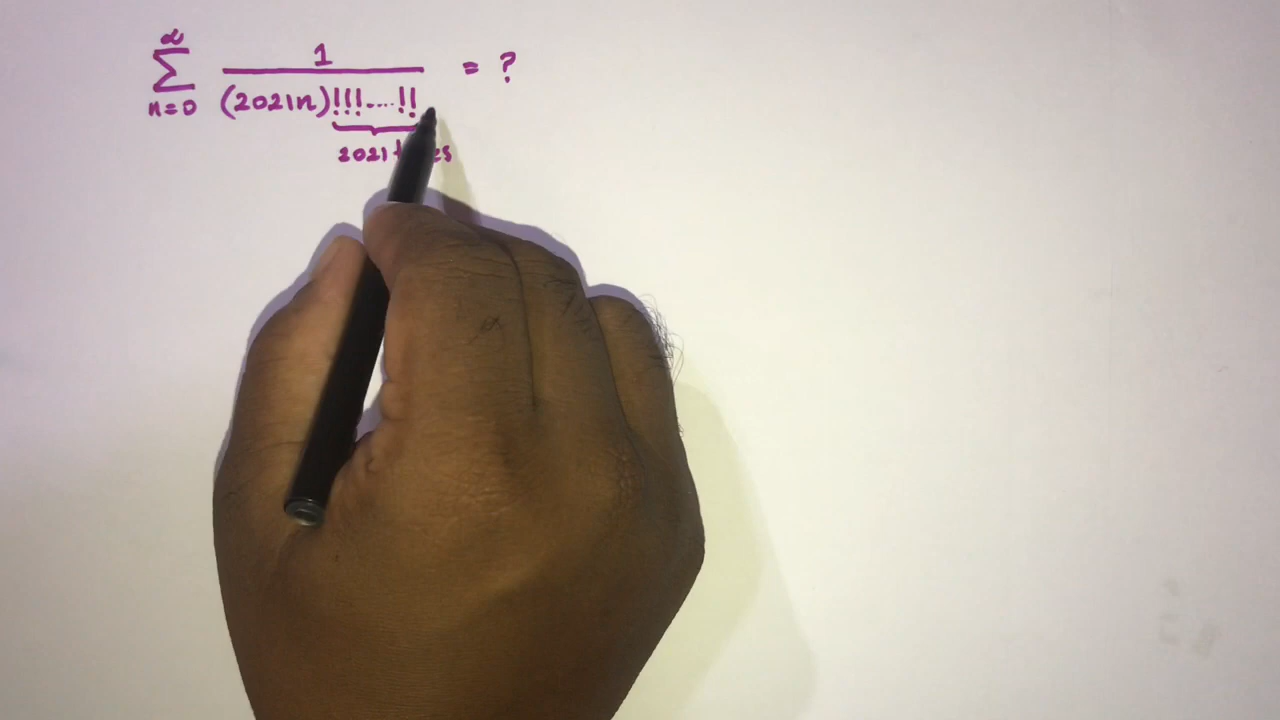 ∞
∑ 1 = ?
n=0 (2021n)!!!....!!
2021